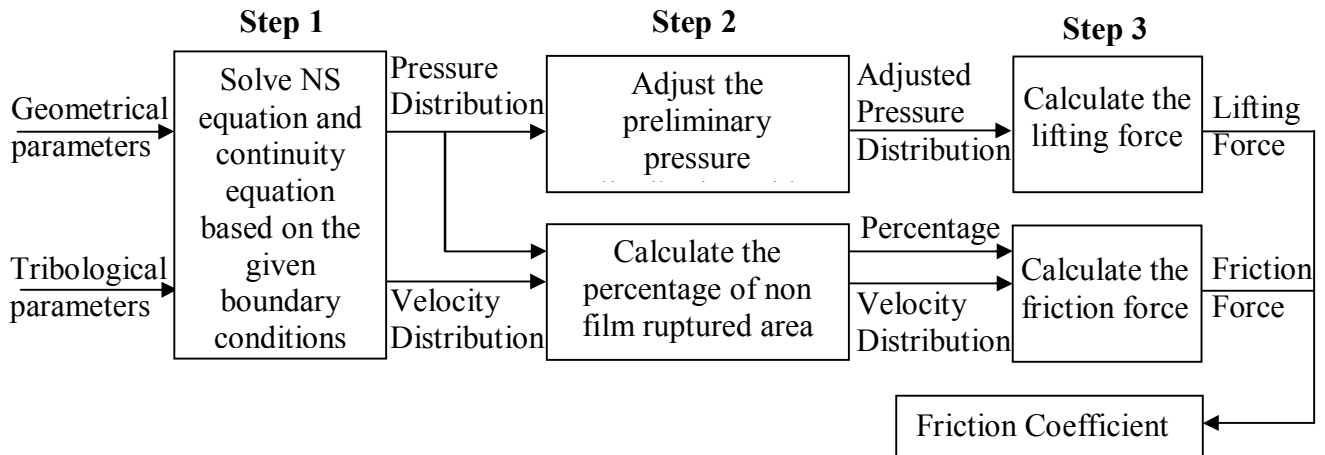 Step 1
Step 2
Step 3
Geometrical
parameters
Tribological
parameters
Solve NS
equation and
continuity
equation
based on the
given
boundary
conditions
Pressure
Distribution
Velocity
Distribution
Adjust the
preliminary
pressure
Calculate the
percentage of non
film ruptured area
Adjusted
Pressure
Distribution
Percentage
Velocity
Distribution
Calculate the
lifting force
Calculate the
friction force
Lifting
Force
Friction
Force
Friction Coefficient